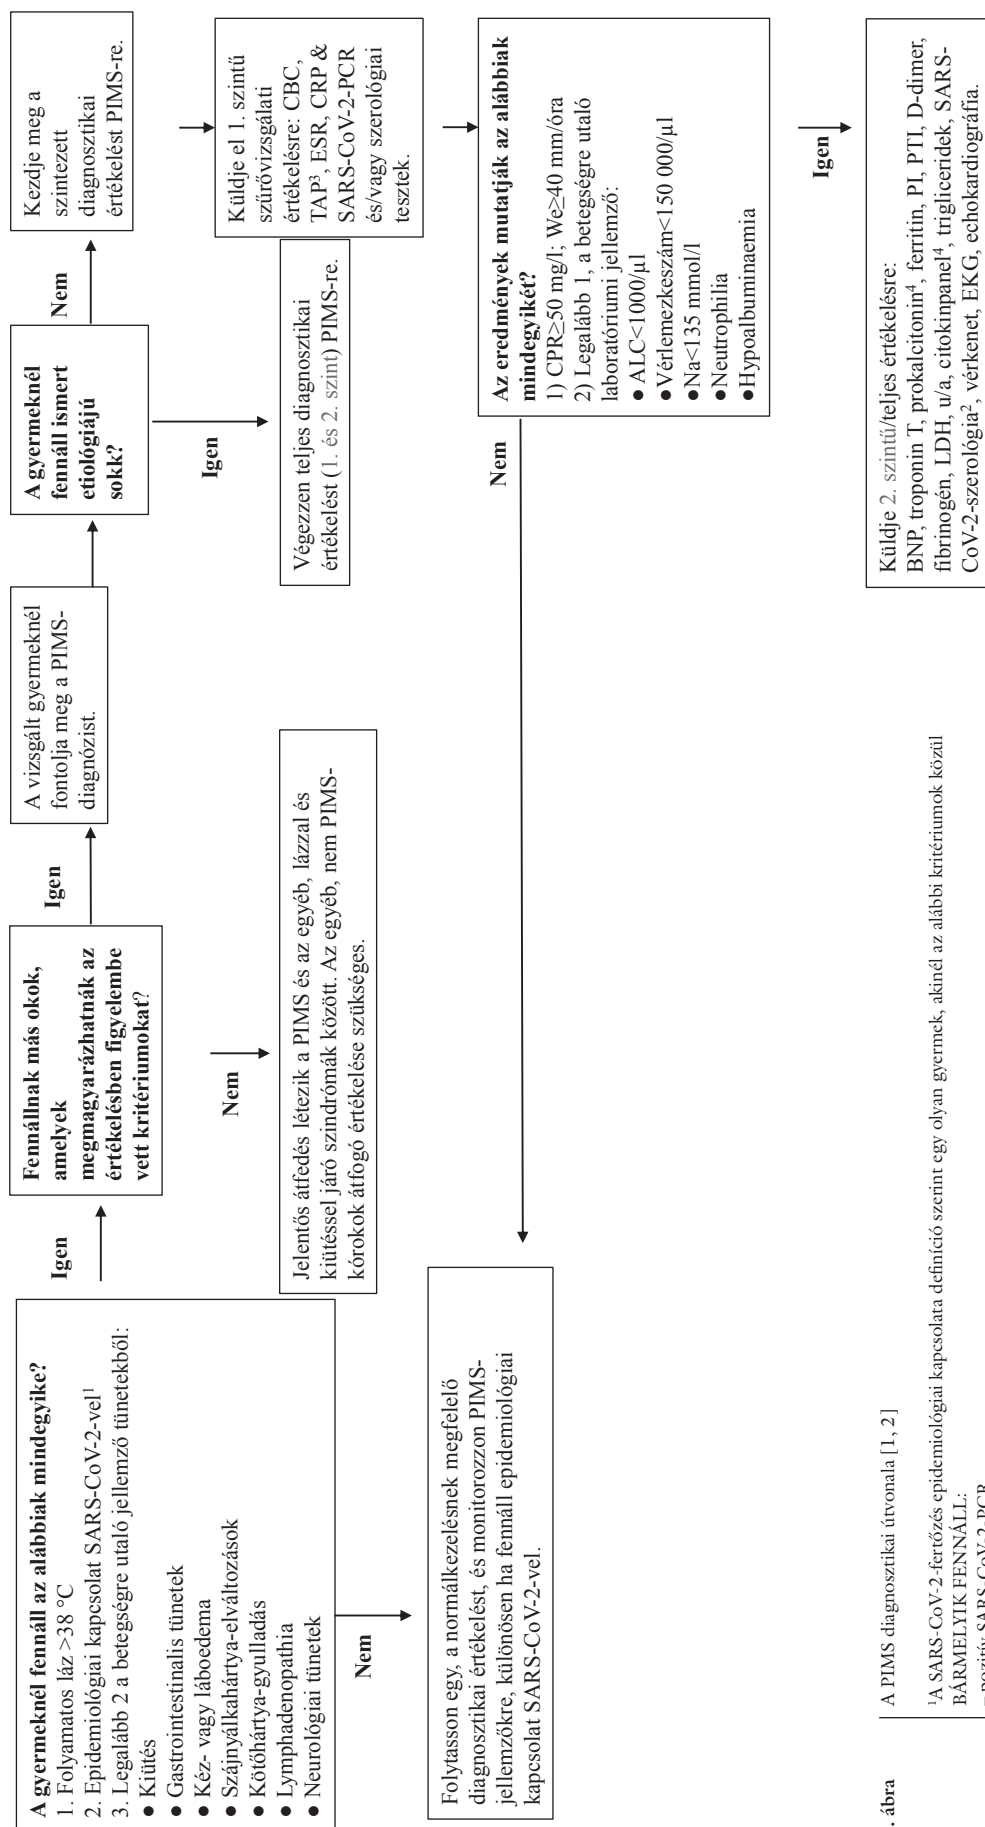 A gyermeknél fennáll az alábbiak mindegyike?
1. Folyamatos láz >38 °C
2. Epidemiológiai kapcsolat SARS-CoV-2-vel¹
3. Legalább 2 a betegségre utaló jellemző tünetekből:
● Kiütés
● Gastrointestinalis tünetek
● Kéz- vagy láboedema
● Szájnyálkahártya-elváltozások
● Kötőhártya-gyulladás
● Lymphadenopathia
● Neurológiai tünetek
Igen
Nem
Folytasson egy, a normálkezelésnek megfelelő
diagnosztikai értékelést, és monitorozzon PIMS-
jellemzőkre, különösen ha fennáll epidemiológiai
kapcsolat SARS-CoV-2-vel.
Fennállnak más okok,
amelyek
megmagyarázhatnák az
értékelésben figyelembe
vett kritériumokat?
Igen
Nem
Jelentős átfedés létezik a PIMS és az egyéb, lázzal és
kiütéssel járó szindrómák között. Az egyéb, nem PIMS-
kórokok átfogó értékelése szükséges.
A vizsgált gyermeknél
fontolja meg a PIMS-
diagnózist.
A gyermeknél
fennáll ismert
etiológiájú
sokk?
Nem
Igen
Végezzen teljes diagnosztikai
értékelést (1. és 2. szint) PIMS-re.
Kezdje meg a
szintezett
diagnosztikai
értékelést PIMS-re.
Küldje el 1. szintű
szűrővizsgálati
értékelésre: CBC,
TAP³, ESR, CRP &
SARS-CoV-2-PCR
és/vagy szerológiai
tesztek.
Az eredmények mutatják az alábbiak
mindegyikét?
1) CPR≥50 mg/l; We≥40 mm/óra
2) Legalább 1, a betegségre utaló
laboratóriumi jellemző:
● ALC<1000/µl
●Vérlemezkeszám<150 000/µl
●Na<135 mmol/l
●Neutrophilia
●Hypoalbuminaemia
Nem
Igen
Küldje 2. szintű/teljes értékelésre:
BNP, troponin T, prokalcitonin⁴, ferritin, PI, PTI, D-dimer,
fibrinogén, LDH, u/a, citokinpanel⁴, trigliceridek, SARS-
CoV-2-szerológia², vérkenet, EKG, echokardiográfia.
. ábra
A PIMS diagnosztikai útvonala [1, 2]
¹A SARS-CoV-2-fertőzés epidemiológiai kapcsolata definíció szerint egy olyan gyermek, akinél az alábbi kritériumok közül
BÁRMELYIK FENNÁLL:
– pozitív SARS-CoV-2-PCR